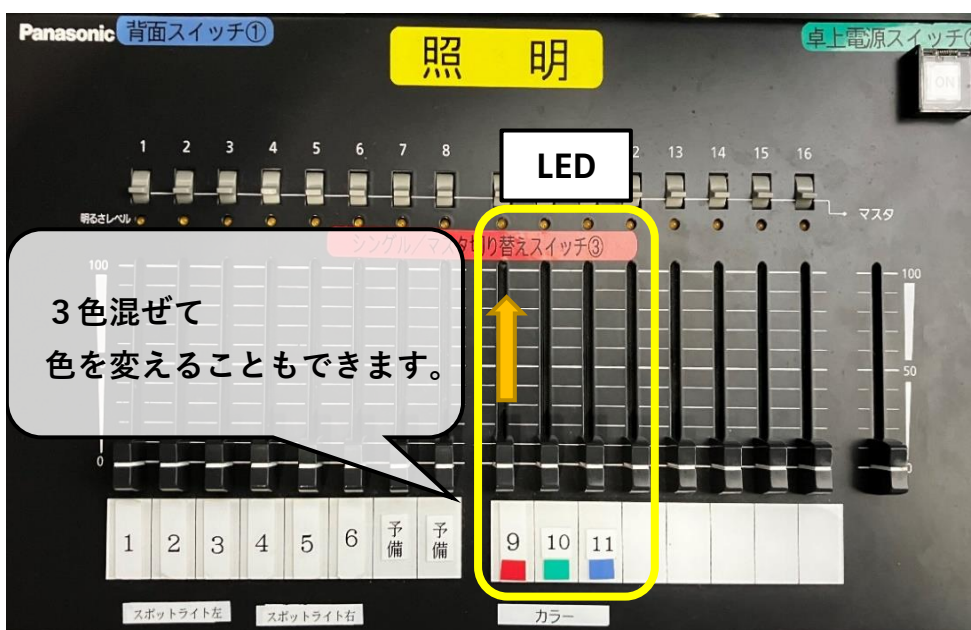 Panasonic
背面スイッチ①
照 明
卓上電源スイッチ
ON
LED
1 2 3 4 5 6 7 8 2 13 14 15 16
明るさレベル
マスタ
シングル/マスタ切り替えスイッチ③
100
100
3色混ぜて
色を変えることもできます。
50
0
0
1 2 3 4 5 6 予備 予備 9 10 11
スポットライト左
スポットライト右
カラー